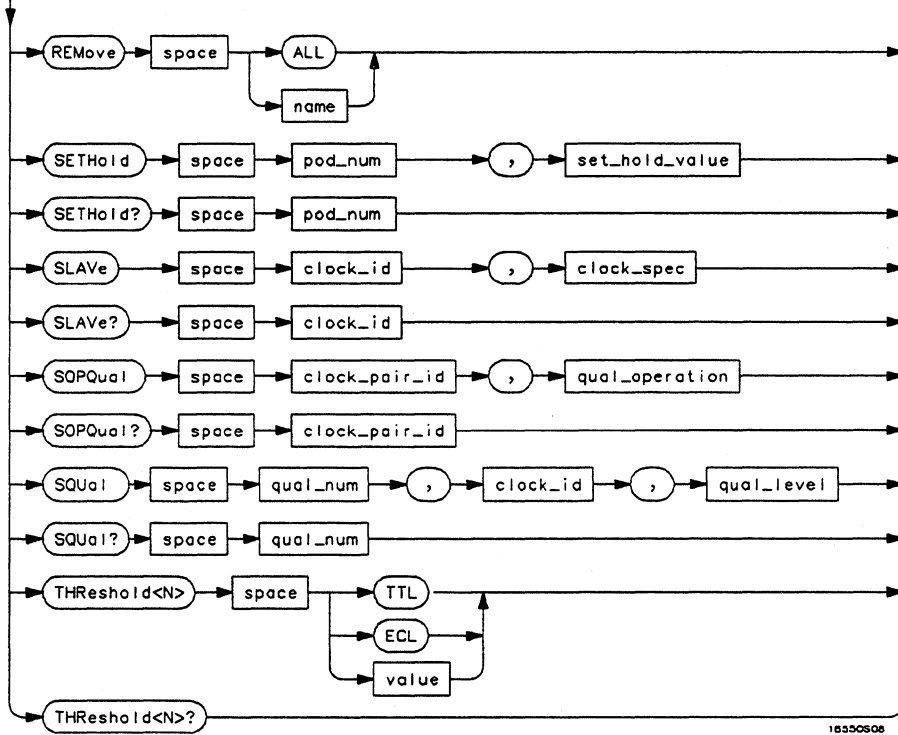 REMove space ALL
name
SETHold space pod_num , set_hold_value
SETHold? space pod_num
SLAVe space clock_id , clock_spec
SLAVe? space clock_id
SOPQual space clock_pair_id , qual_operation
SOPQual? space clock_pair_id
SQUal space qual_num , clock_id , qual_level
SQUal? space qual_num
THReshold<N> space TTL
ECL
value
THReshold<N>?
16550S08